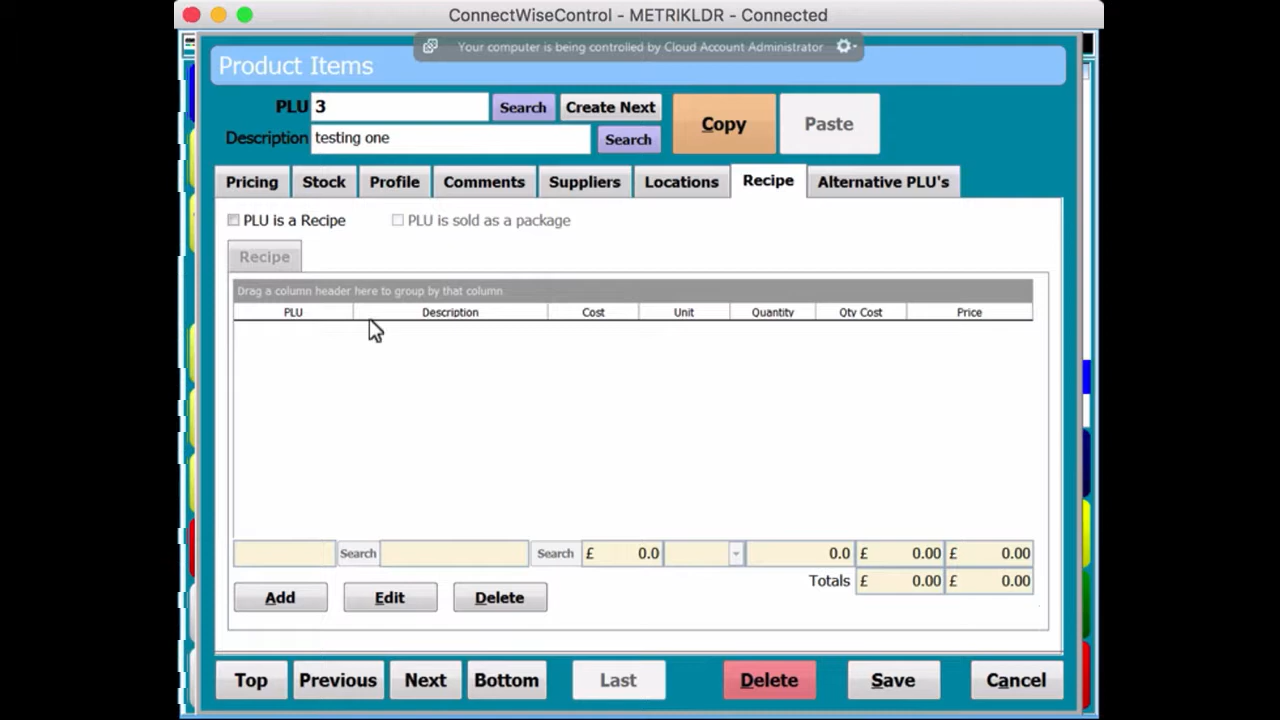 ConnectWiseControl - METRIKLDR - Connected
Your computer is being controlled by Cloud Account Administrator
Product Items
PLU 3 Search Create Next Copy Paste
Description testing one Search
Pricing Stock Profile Comments Suppliers Locations Recipe Alternative PLU's
PLU is a Recipe PLU is sold as a package
Recipe
Drag a column header here to group by that column
PLU Description Cost Unit Quantity Qty Cost Price
Search Search £ 0.0 0.0 £ 0.00 £ 0.00
Totals £ 0.00 £ 0.00
Add Edit Delete
Top Previous Next Bottom Last Delete Save Cancel